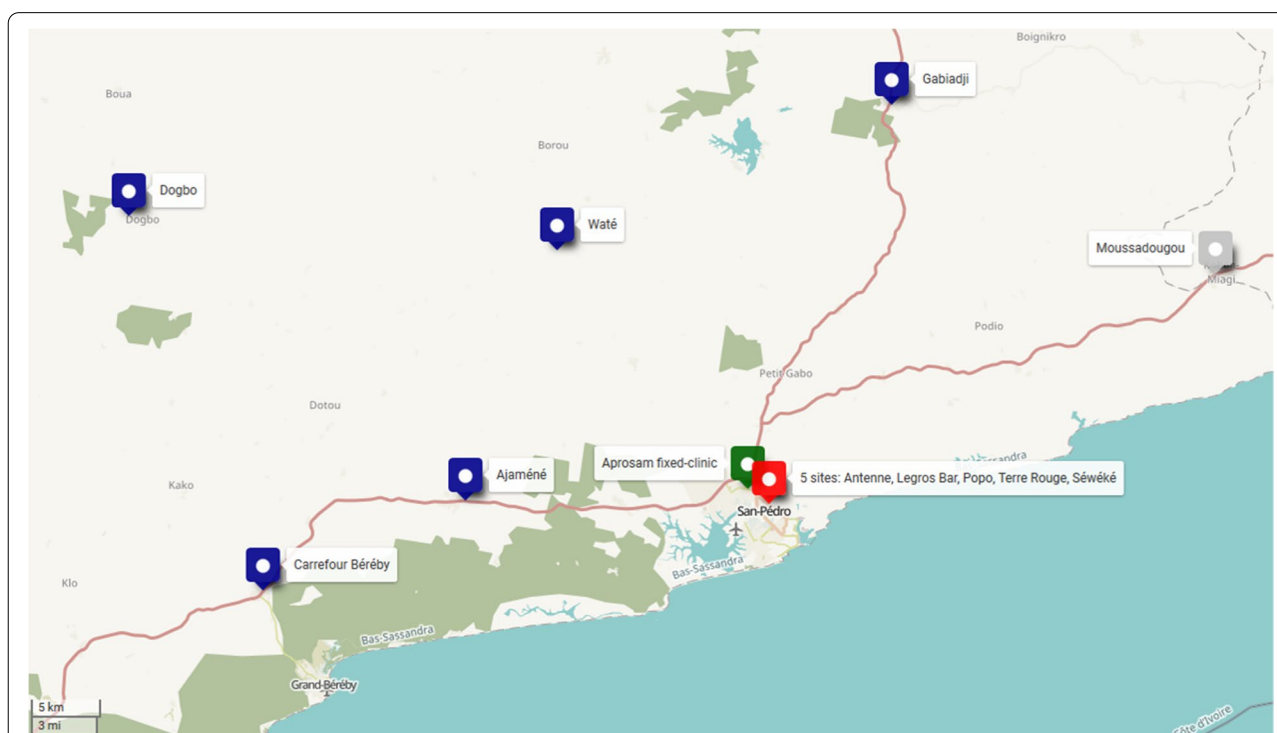 Boignikro
Gabiadji
Boua
Borou
Dogbo
Dogbo
Waté
Moussadougou
Miagi
Podio
Petit Gabo
Dotou
Aprosam fixed-clinic
Ajaméné
5 sites: Antenne, Legros Bar, Popo, Terre Rouge, Séwéké
Kako
San-Pédro
Carrefour Béréby
Bas-Sassandra
Klo
Bas-Sassandra
Grand-Béréby
5 km
3 mi
Côte d'Ivoire